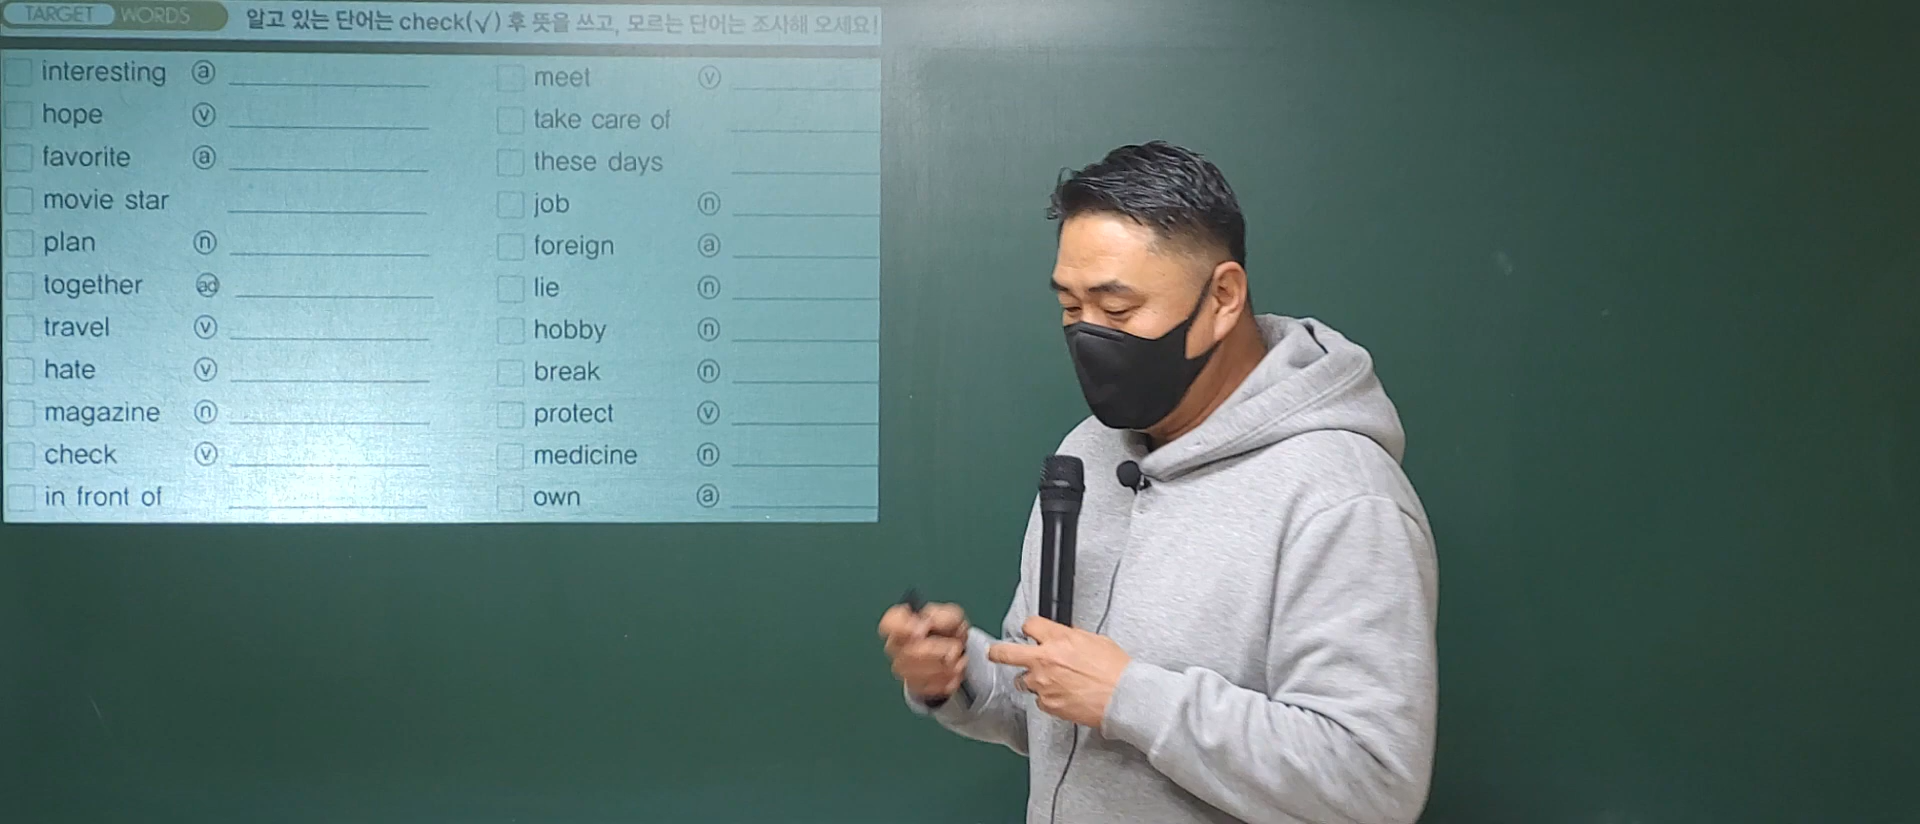 TARGET WORDS 알고 있는 단어는 check(√) 후 뜻을 쓰고, 모르는 단어는 조사해 오세요!
interesting ⓐ
hope ⓥ
favorite ⓐ
movie star
plan ⓝ
together ad
travel ⓥ
hate ⓥ
magazine ⓝ
check ⓥ
in front of
meet ⓥ
take care of
these days
job ⓝ
foreign ⓐ
lie ⓝ
hobby ⓝ
break ⓝ
protect ⓥ
medicine ⓝ
own ⓐ